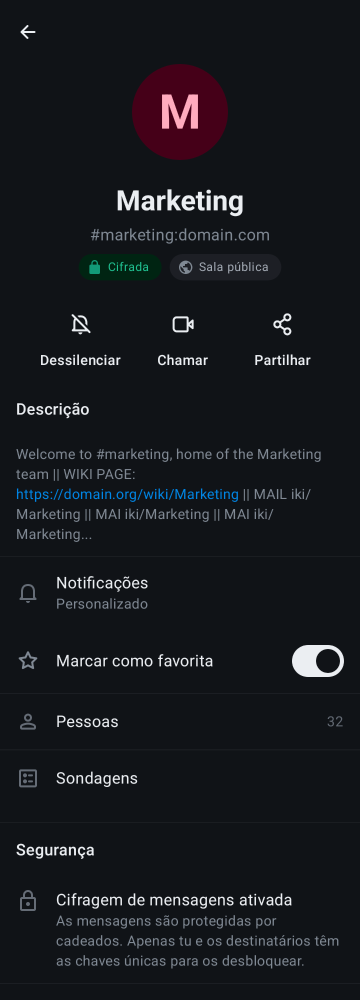 M
Marketing
#marketing:domain.com
Cifrada
Sala pública
Dessilenciar
Chamar
Partilhar
Descrição
Welcome to #marketing, home of the Marketing
team || WIKI PAGE:
https://domain.org/wiki/Marketing || MAIL iki/
Marketing || MAI iki/Marketing || MAI iki/
Marketing...
Notificações
Personalizado
Marcar como favorita
Pessoas 32
Sondagens
Segurança
Cifragem de mensagens ativada
As mensagens são protegidas por
cadeados. Apenas tu e os destinatários têm
as chaves únicas para os desbloquear.